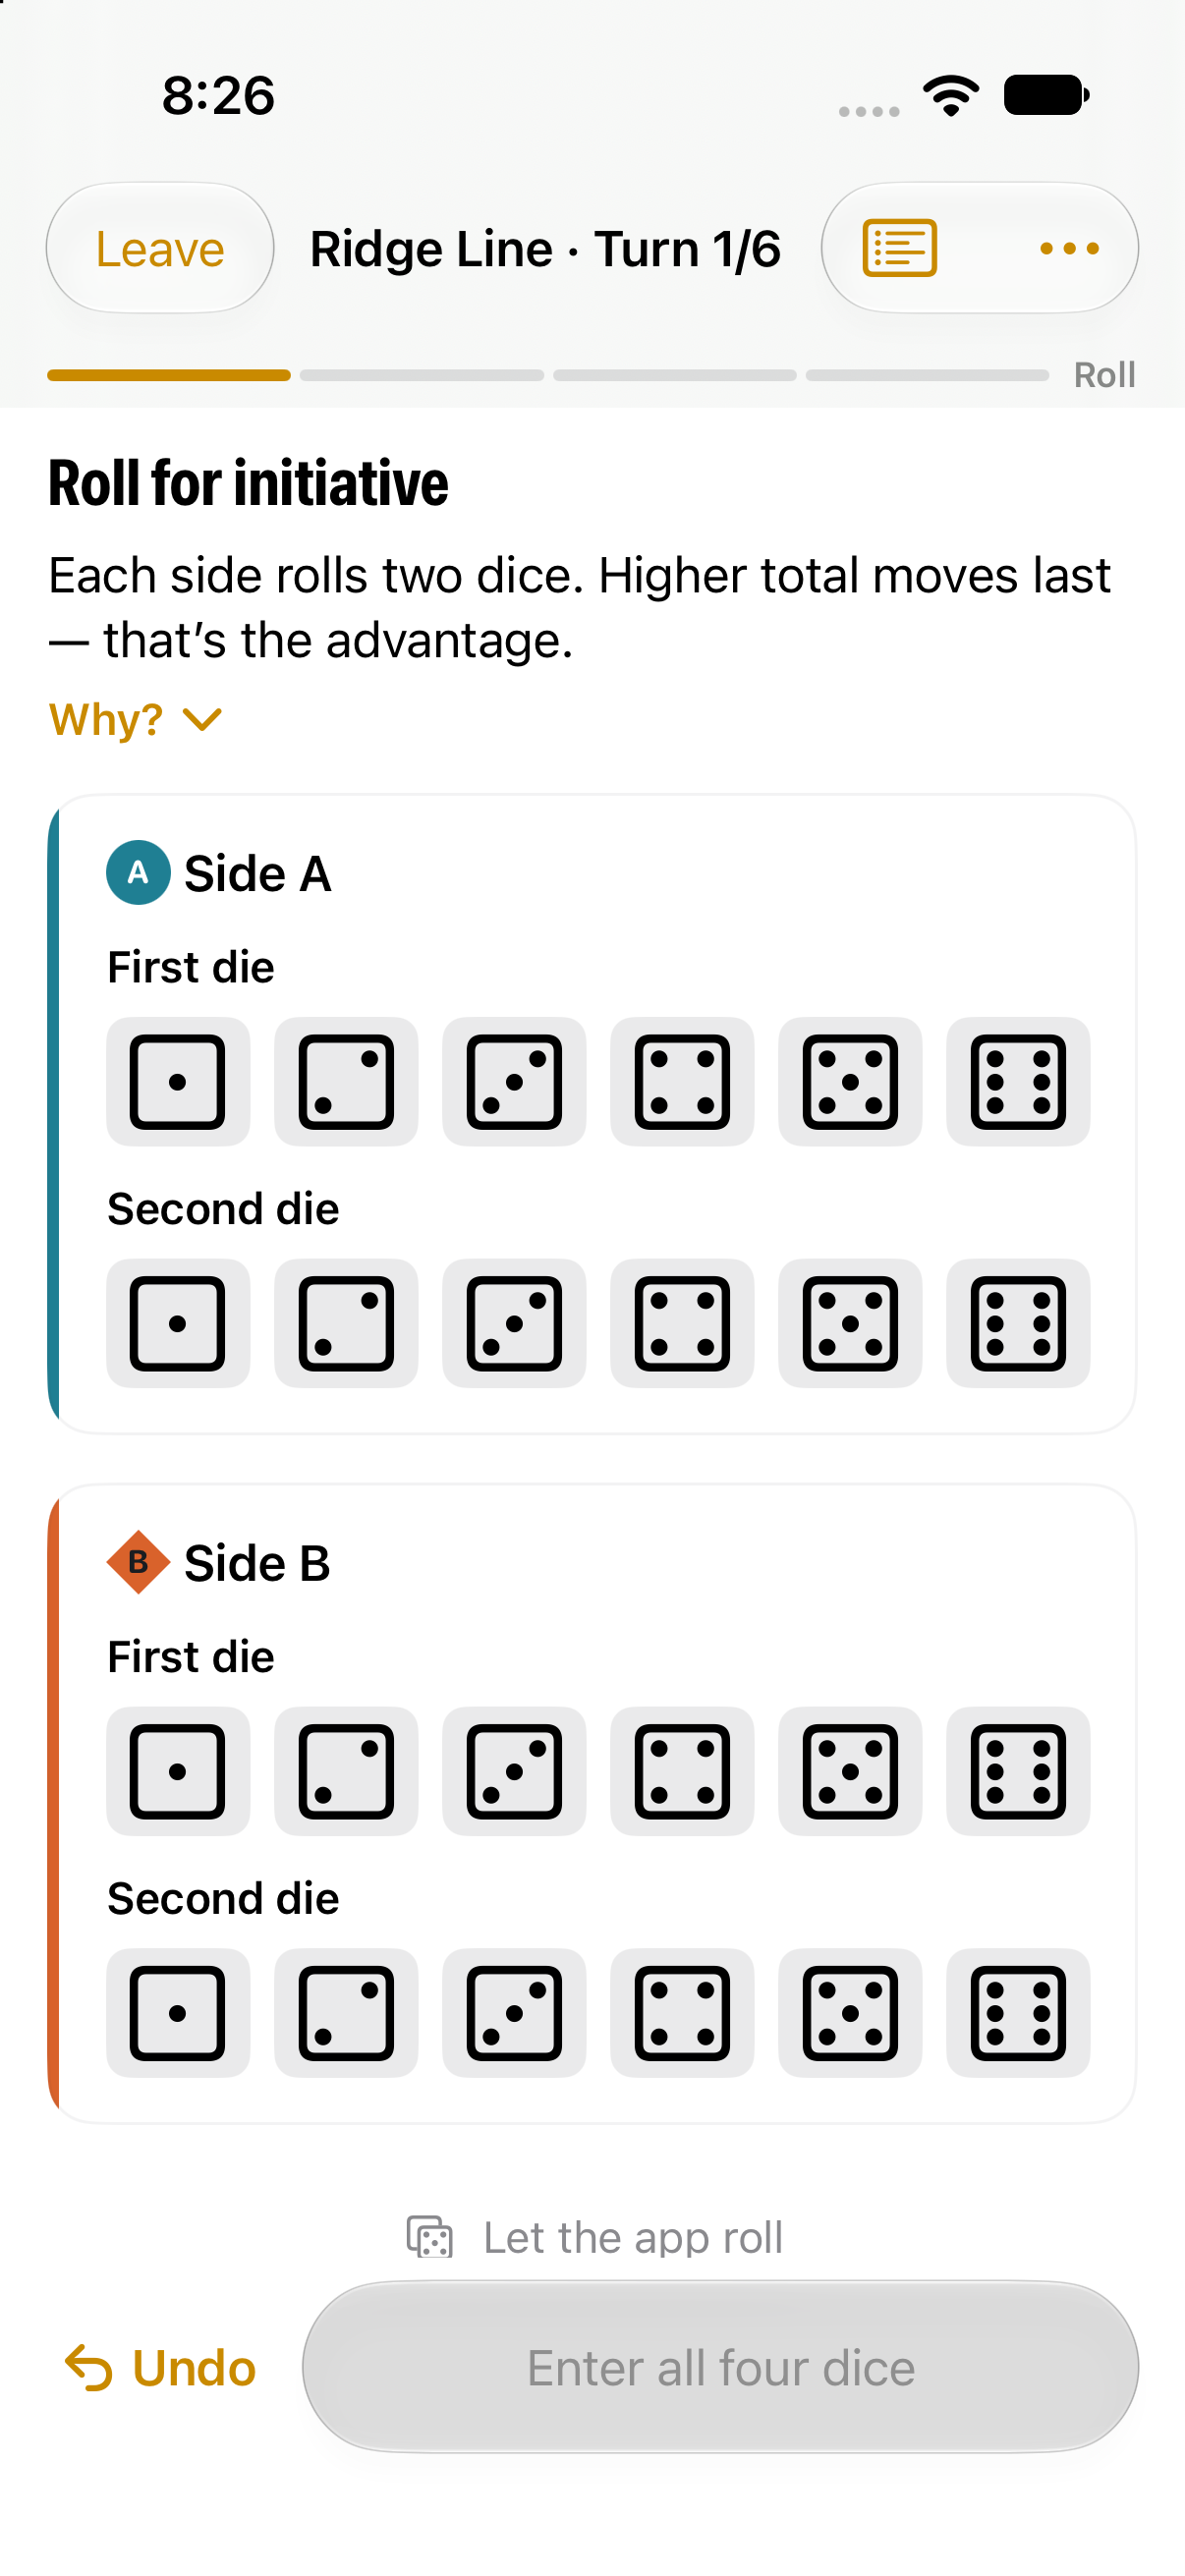 8:26
Leave
Ridge Line · Turn 1/6
Roll
Roll for initiative
Each side rolls two dice. Higher total moves last
— that’s the advantage.
Why?
A Side A
First die
Second die
B Side B
First die
Second die
Let the app roll
Undo
Enter all four dice